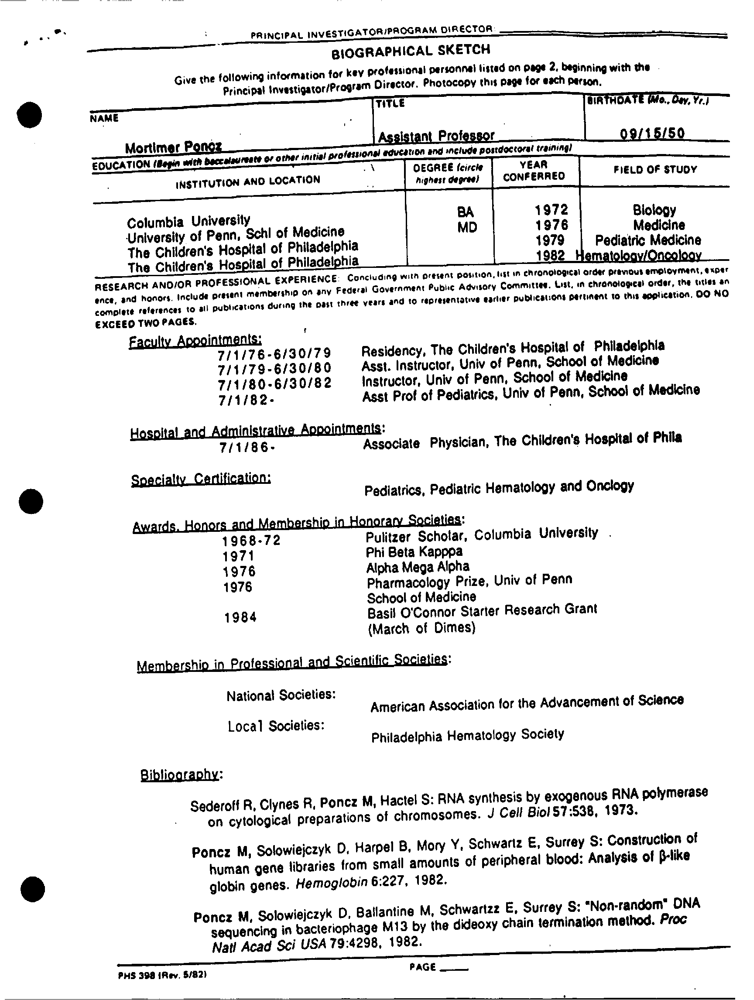 PRINCIPAL INVESTIGATOR/PROGRAM DIRECTOR
BIOGRAPHICAL SKETCH
Give the following information for key professional personnel listed on page 2, beginning with the
Principal Investigator/Program Director. Photocopy this page for each person.
NAME TITLE BIRTHDATE (Mo., Day, Yr.)
Mortimer Poncz Assistant Professor 09/15/50
EDUCATION (Begin with baccalaureate or other initial professional education and include postdoctoral training)
INSTITUTION AND LOCATION DEGREE (circle highest degree) YEAR CONFERRED FIELD OF STUDY
Columbia University BA 1972 Biology
University of Penn, Schl of Medicine MD 1976 Medicine
The Children's Hospital of Philadelphia 1979 Pediatric Medicine
The Children's Hospital of Philadelphia 1982 Hematology/Oncology
RESEARCH AND/OR PROFESSIONAL EXPERIENCE: Concluding with present position, list in chronological order previous employment, exper
ence, and honors. Include present membership on any Federal Government Public Advisory Committee. List, in chronological order, the titles an
complete references to all publications during the past three years and to representative earlier publications pertinent to this application. DO NO
EXCEED TWO PAGES.
Faculty Appointments:
7/1/76-6/30/79 Residency, The Children's Hospital of Philadelphia
7/1/79-6/30/80 Asst. Instructor, Univ of Penn, School of Medicine
7/1/80-6/30/82 Instructor, Univ of Penn, School of Medicine
7/1/82- Asst Prof of Pediatrics, Univ of Penn, School of Medicine
Hospital and Administrative Appointments:
7/1/86- Associate Physician, The Children's Hospital of Phila
Specialty Certification:
Pediatrics, Pediatric Hematology and Onclogy
Awards, Honors and Membership in Honorary Societies:
1968-72 Pulitzer Scholar, Columbia University
1971 Phi Beta Kapppa
1976 Alpha Mega Alpha
1976 Pharmacology Prize, Univ of Penn
School of Medicine
1984 Basil O'Connor Starter Research Grant
(March of Dimes)
Membership in Professional and Scientific Societies:
National Societies:
American Association for the Advancement of Science
Local Societies:
Philadelphia Hematology Society
Bibliography:
Sederoff R, Clynes R, Poncz M, Hactel S: RNA synthesis by exogenous RNA polymerase
on cytological preparations of chromosomes. J Cell Biol 57:538, 1973.
Poncz M, Solowiejczyk D, Harpel B, Mory Y, Schwartz E, Surrey S: Construction of
human gene libraries from small amounts of peripheral blood: Analysis of β-like
globin genes. Hemoglobin 6:227, 1982.
Poncz M, Solowiejczyk D, Ballantine M, Schwartzz E, Surrey S: "Non-random" DNA
sequencing in bacteriophage M13 by the dideoxy chain termination method. Proc
Natl Acad Sci USA 79:4298, 1982.
PHS 398 (Rev. 5/82) PAGE